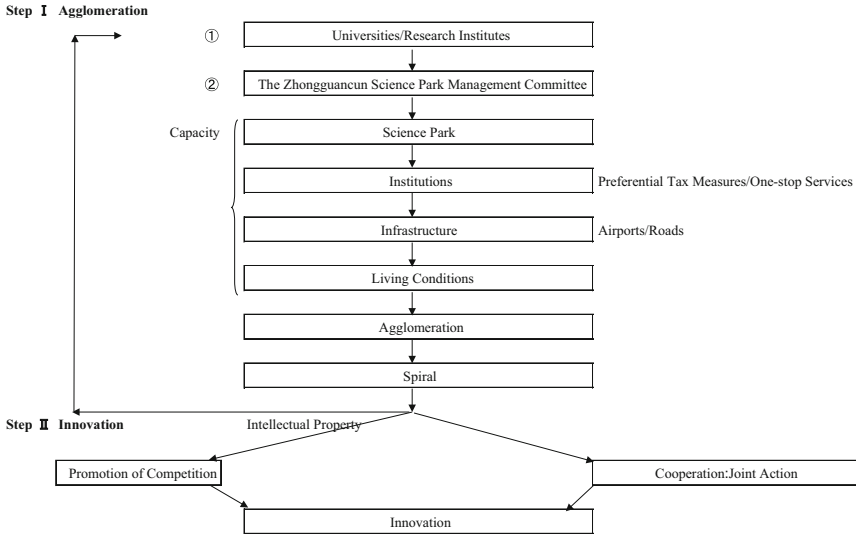 Step Ⅰ Agglomeration
① Universities/Research Institutes
② The Zhongguancun Science Park Management Committee
Capacity Science Park
Institutions Preferential Tax Measures/One-stop Services
Infrastructure Airports/Roads
Living Conditions
Agglomeration
Spiral
Step Ⅱ Innovation Intellectual Property
Promotion of Competition Cooperation:Joint Action
Innovation